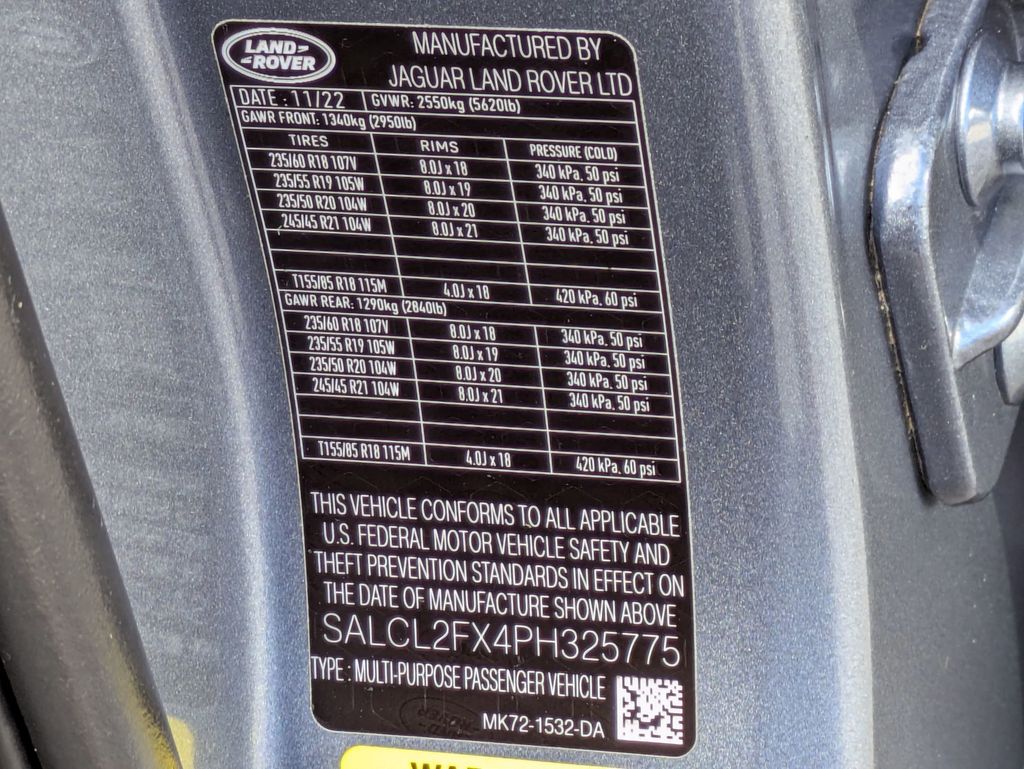 LAND-
-ROVER
MANUFACTURED BY
JAGUAR LAND ROVER LTD
DATE : 11/22 GVWR: 2550kg (5620lb)
GAWR FRONT: 1340kg (2950lb)
TIRES RIMS PRESSURE (COLD)
235/60 R18 107V 8.0J x 18 340 kPa, 50 psi
235/55 R19 105W 8.0J x 19 340 kPa, 50 psi
235/50 R20 104W 8.0J x 20 340 kPa, 50 psi
245/45 R21 104W 8.0J x 21 340 kPa, 50 psi
T155/85 R18 115M 4.0J x 18 420 kPa, 60 psi
GAWR REAR: 1290kg (2840lb)
235/60 R18 107V 8.0J x 18 340 kPa, 50 psi
235/55 R19 105W 8.0J x 19 340 kPa, 50 psi
235/50 R20 104W 8.0J x 20 340 kPa, 50 psi
245/45 R21 104W 8.0J x 21 340 kPa, 50 psi
T155/85 R18 115M 4.0J x 18 420 kPa, 60 psi
THIS VEHICLE CONFORMS TO ALL APPLICABLE
U.S. FEDERAL MOTOR VEHICLE SAFETY AND
THEFT PREVENTION STANDARDS IN EFFECT ON
THE DATE OF MANUFACTURE SHOWN ABOVE
SALCL2FX4PH325775
TYPE : MULTI-PURPOSE PASSENGER VEHICLE
MK72-1532-DA